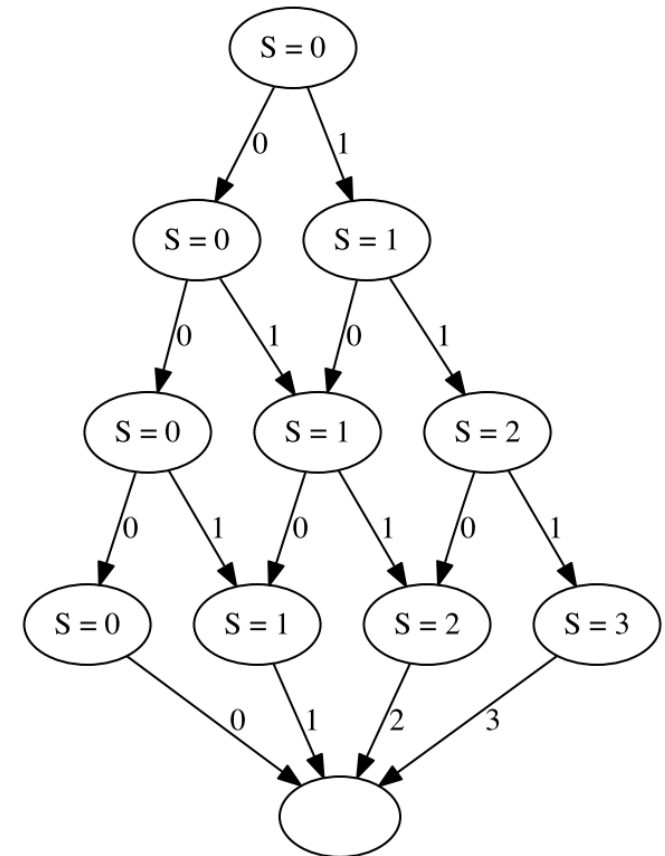 S = 0
0 1
S = 0 S = 1
0 1 0 1
S = 0 S = 1 S = 2
0 1 0 1 0 1
S = 0 S = 1 S = 2 S = 3
0 1 2 3